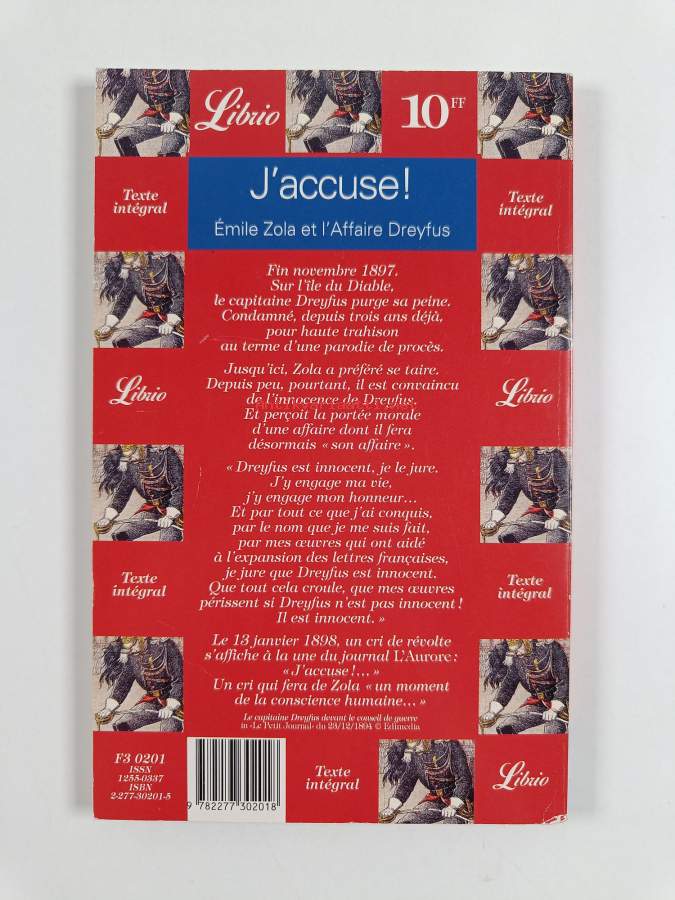 Librio
10FF
Texte
intégral
J'accuse!
Émile Zola et l'Affaire Dreyfus
Texte
intégral
Fin novembre 1897.
Sur l'île du Diable,
le capitaine Dreyfus purge sa peine.
Condamné, depuis trois ans déjà,
pour haute trahison
au terme d'une parodie de procès.
Librio
Jusqu'ici, Zola a préféré se taire.
Depuis peu, pourtant, il est convaincu
de l'innocence de Dreyfus.
Et perçoit la portée morale
d'une affaire dont il fera
désormais « son affaire ».
Librio
« Dreyfus est innocent, je le jure.
J'y engage ma vie,
j'y engage mon honneur...
Et par tout ce que j'ai conquis,
par le nom que je me suis fait,
par mes œuvres qui ont aidé
à l'expansion des lettres françaises,
je jure que Dreyfus est innocent.
Que tout cela croule, que mes œuvres
périssent si Dreyfus n'est pas innocent !
Il est innocent. »
Texte
intégral
Texte
intégral
Le 13 janvier 1898, un cri de révolte
s'affiche à la une du journal L'Aurore :
« J'accuse !... »
Un cri qui fera de Zola « un moment
de la conscience humaine... »
Le capitaine Dreyfus devant le conseil de guerre
in «Le Petit Journal» du 23/12/1894 © Edimedia
F3 0201
ISSN
1255-0337
ISBN
2-277-30201-5
9 782277 302018
Texte
intégral
Librio